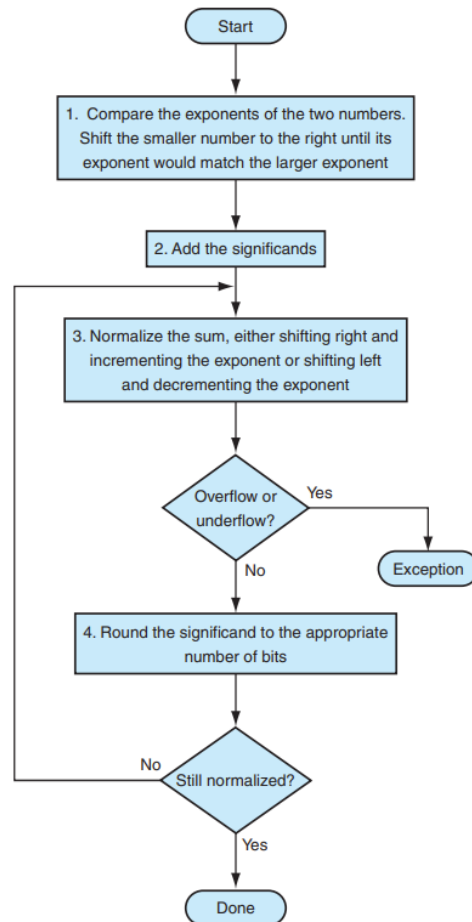 Start
1. Compare the exponents of the two numbers.
Shift the smaller number to the right until its
exponent would match the larger exponent
2. Add the significands
3. Normalize the sum, either shifting right and
incrementing the exponent or shifting left
and decrementing the exponent
Overflow or
underflow?
Yes
Exception
No
4. Round the significand to the appropriate
number of bits
Still normalized?
No
Yes
Done